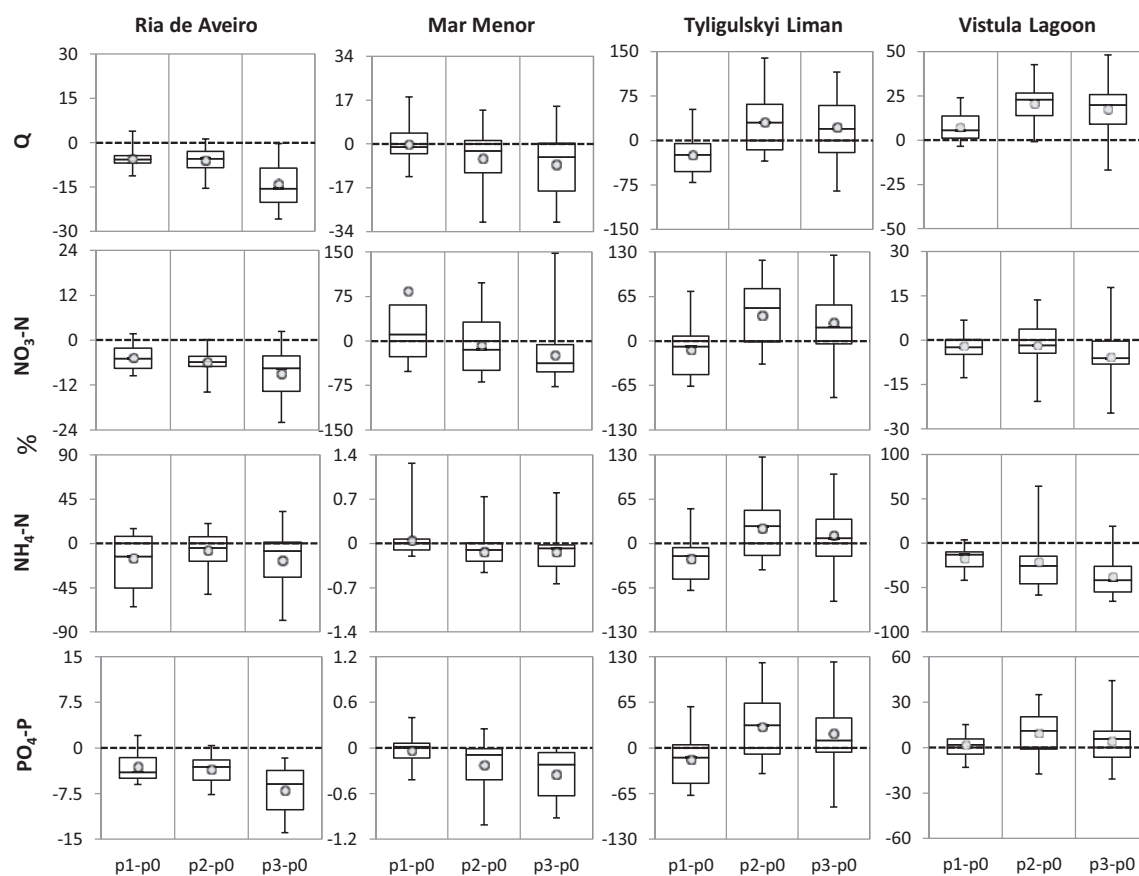 Ria de Aveiro Mar Menor Tyligulskyi Liman Vistula Lagoon
Q
30 34 150 50
15 17 75 25
0 0 0 0
-15 -17 -75 -25
-30 -34 -150 -50
NO3-N
24 150 130 30
12 75 65 15
0 0 0 0
-12 -75 -65 -15
-24 -150 -130 -30
%
NH4-N
90 1.4 130 100
45 0.7 65 50
0 0 0 0
-45 -0.7 -65 -50
-90 -1.4 -130 -100
PO4-P
15 1.2 130 60
7.5 0.6 65 30
0 0 0 0
-7.5 -0.6 -65 -30
-15 -1.2 -130 -60
p1-p0 p2-p0 p3-p0 p1-p0 p2-p0 p3-p0 p1-p0 p2-p0 p3-p0 p1-p0 p2-p0 p3-p0